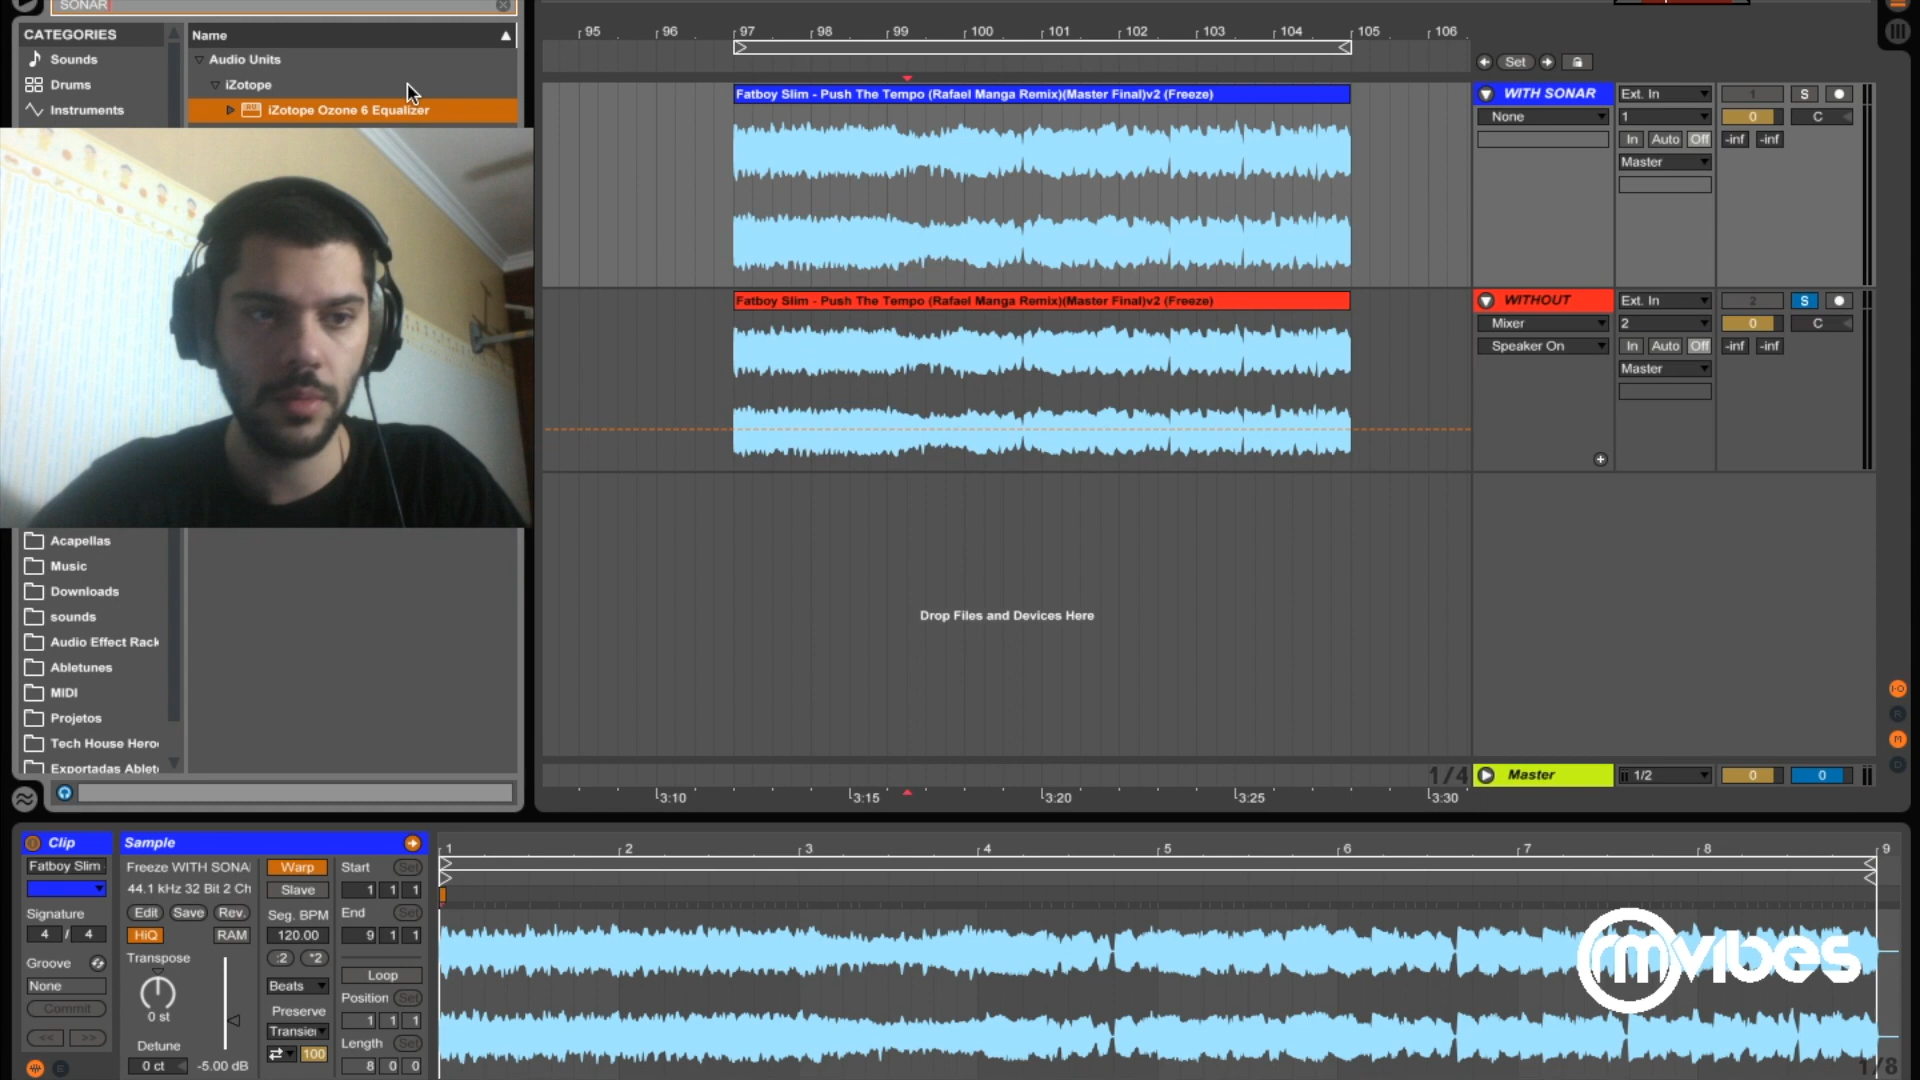 SONAR
CATEGORIES
Sounds
Drums
Instruments
Name
Audio Units
iZotope
iZotope Ozone 6 Equalizer
Acapellas
Music
Downloads
sounds
Audio Effect Rack
Abletunes
MIDI
Projetos
Tech House Hero
Exportadas Ablet
95 96 97 98 99 100 101 102 103 104 105 106
Set
Fatboy Slim - Push The Tempo (Rafael Manga Remix)(Master Final)v2 (Freeze)
WITH SONAR
Ext. In
1
S
None
1
0
C
In Auto Off
-inf -inf
Master
Fatboy Slim - Push The Tempo (Rafael Manga Remix)(Master Final)v2 (Freeze)
WITHOUT
Ext. In
2
S
Mixer
2
0
C
Speaker On
In Auto Off
-inf -inf
Master
Drop Files and Devices Here
1/4
Master
1/2
0
0
3:10 3:15 3:20 3:25 3:30
I-O
R
M
D
Clip
Fatboy Slim
Signature
4 / 4
Groove
None
Commit
<< >>
Sample
Freeze WITH SONA
44.1 kHz 32 Bit 2 Ch
Edit Save Rev.
HiQ RAM
Transpose
0 st
Detune
0 ct -5.00 dB
Warp
Slave
Seg. BPM
120.00
:2 *2
Beats
Preserve
Transie
100
Start Set
1 1 1
End Set
9 1 1
Loop
Position Set
1 1 1
Length Set
8 0 0
1 2 3 4 5 6 7 8 9
mvibes
1/8